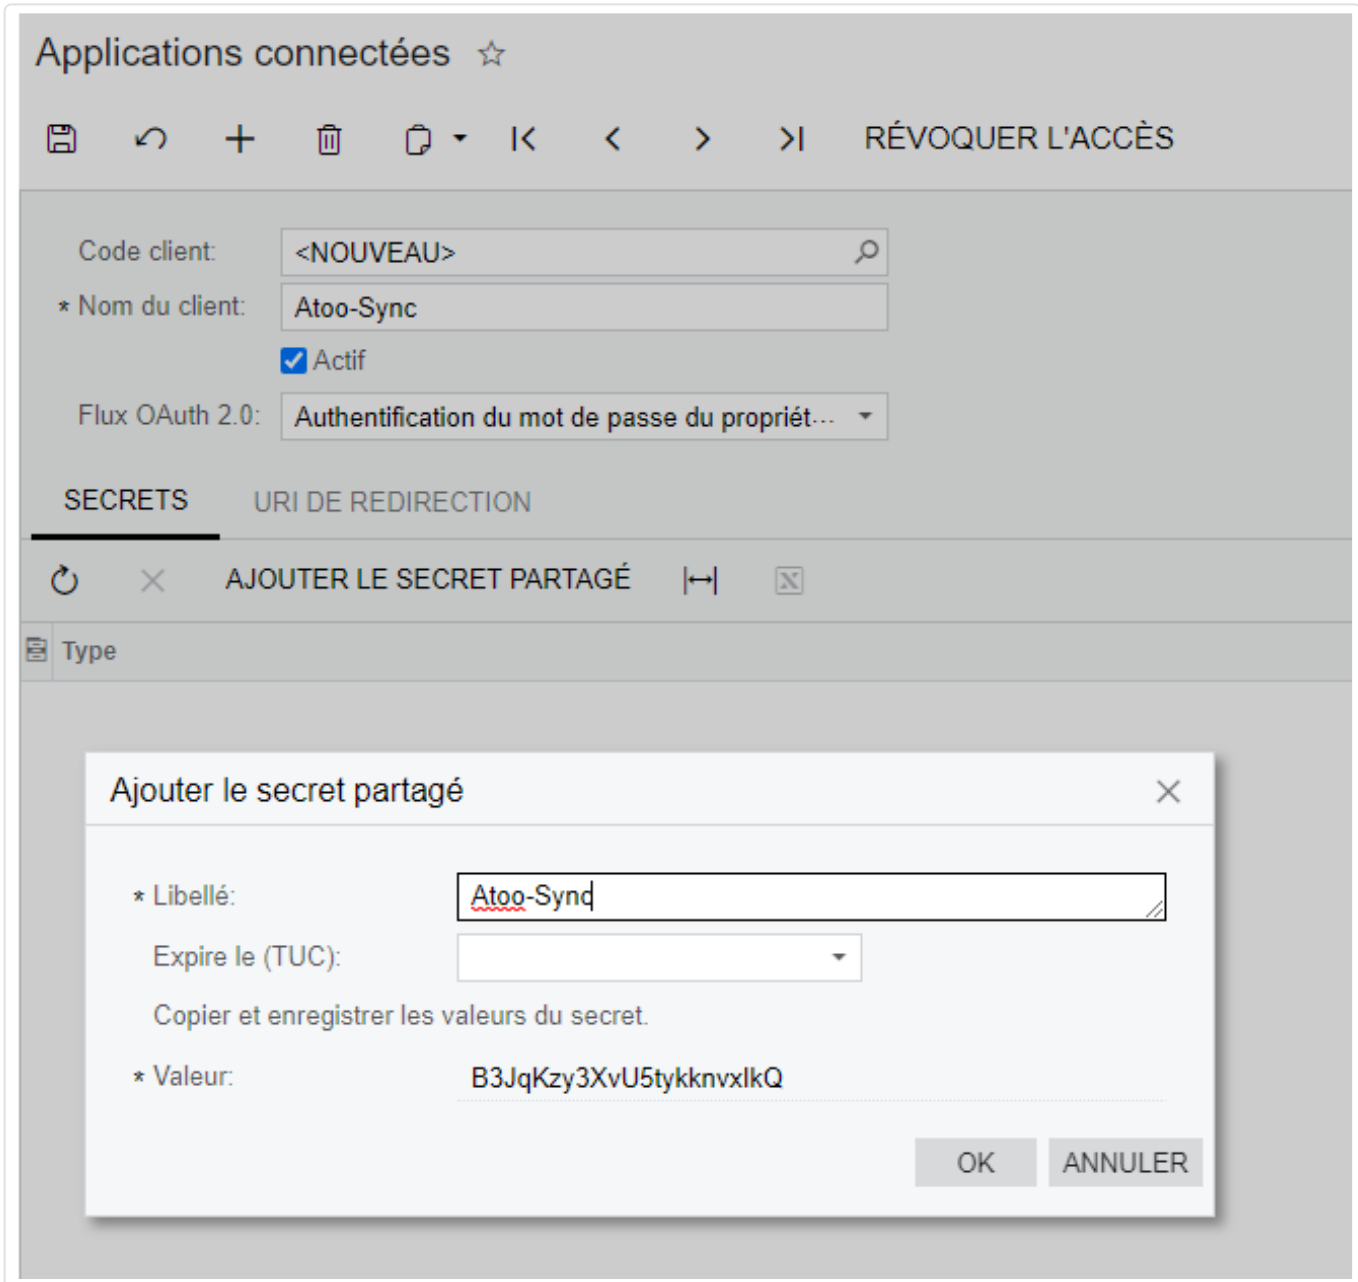 Applications connectées
RÉVOQUER L'ACCÈS
Code client: <NOUVEAU>
* Nom du client: Atoo-Sync
Actif
Flux OAuth 2.0: Authentification du mot de passe du propriét...
SECRETS URI DE REDIRECTION
AJOUTER LE SECRET PARTAGÉ
Type
Ajouter le secret partagé
* Libellé: Atoo-Sync
Expire le (TUC):
Copier et enregistrer les valeurs du secret.
* Valeur: B3JqKzy3XvU5tykknvxlkQ
OK ANNULER